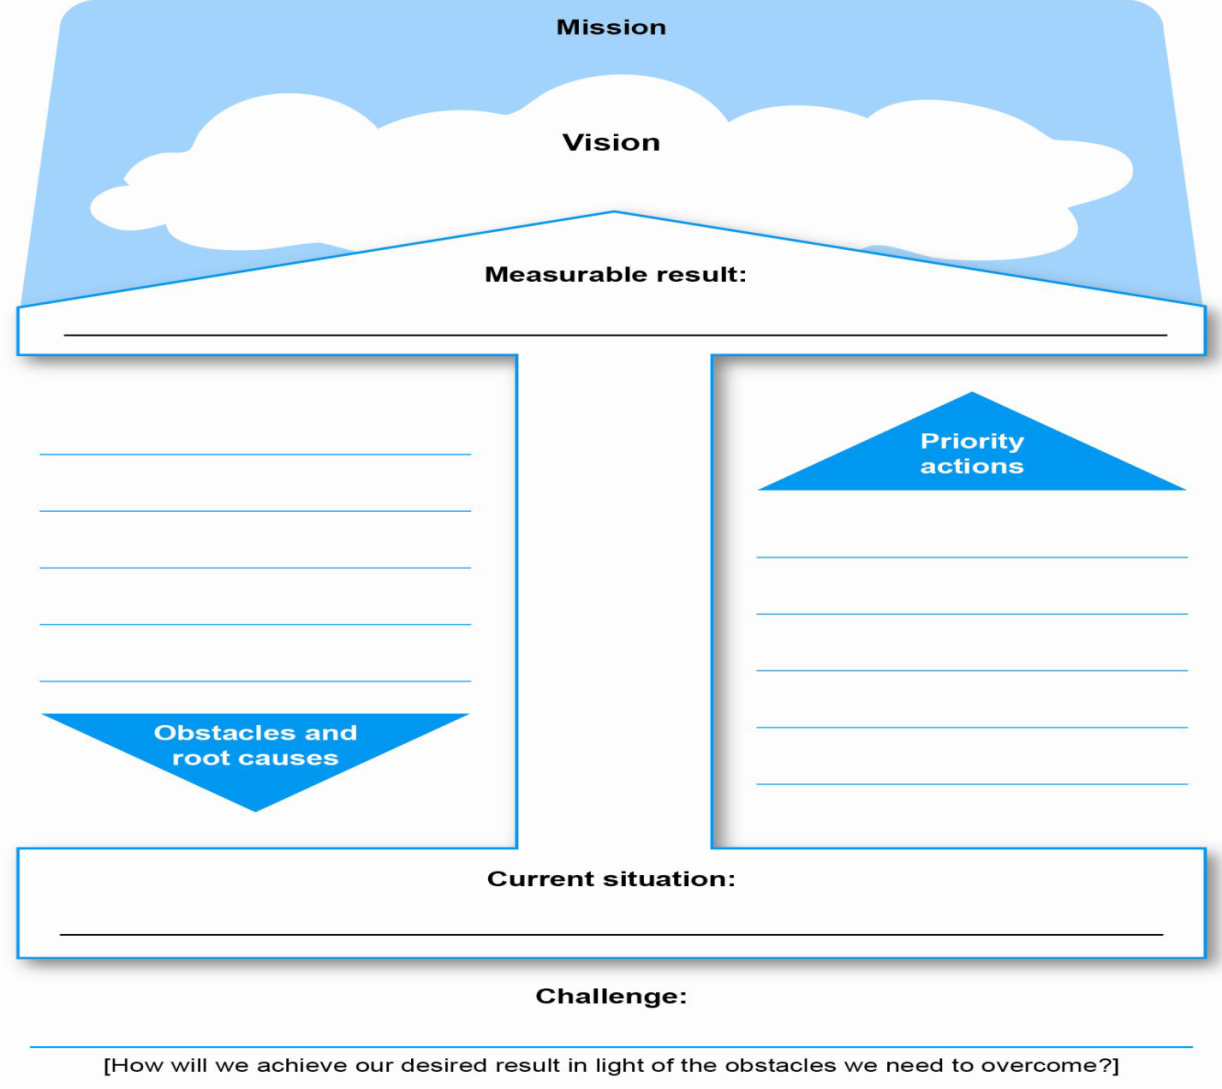 Mission
Vision
Measurable result:
Priority
actions
Obstacles and
root causes
Current situation:
Challenge:
[How will we achieve our desired result in light of the obstacles we need to overcome?]